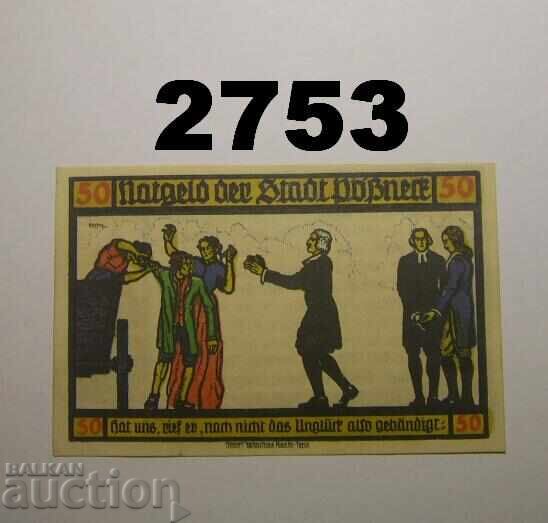 2753
50 Notgeld der Stadt Pößneck 50
50 Hat uns, rief er, noch nicht das Unglück also gebändigt: 50
BALKAN
auction